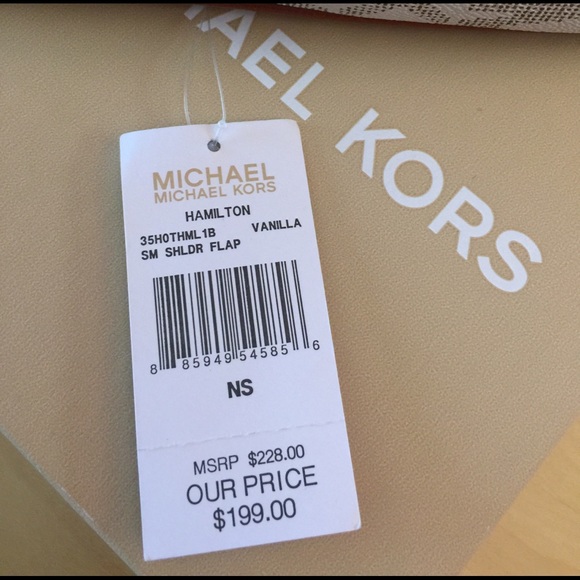 MICHAEL KORS
MICHAEL
MICHAEL KORS
HAMILTON
35H0THML1B VANILLA
SM SHLDR FLAP
8 85949 54585 6
NS
MSRP $228.00
OUR PRICE
$199.00